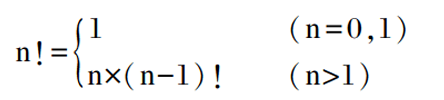 n!={1 (n=0,1)
n×(n-1)! (n>1)